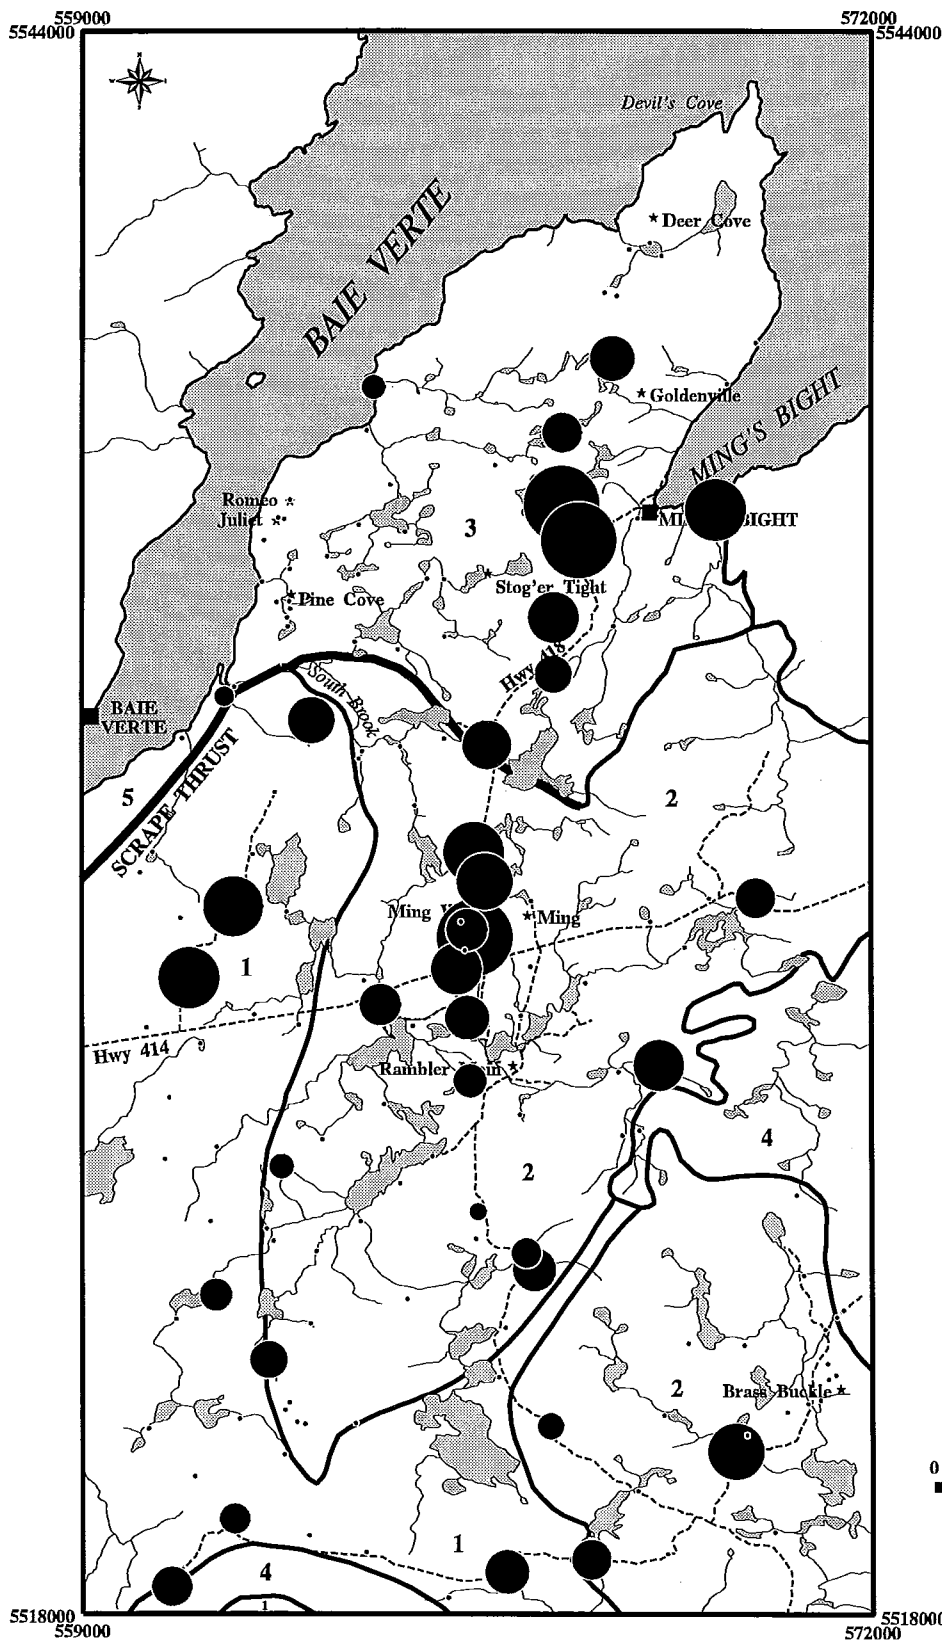 559000
572000
5544000
5544000
Devil's Cove
Deer Cove
BAIE VERTE
Goldenville
MING'S BIGHT
Romeo
Juliet
3
BIGHT
Stog'er Tight
Pine Cove
Hwy 418
South Brook
BAIE
VERTE
5
SCRAPE THRUST
2
Ming
Ming
1
Hwy 414
Rambler
4
2
2
Brass Buckle
0
1
4
1
5518000
5518000
559000
572000